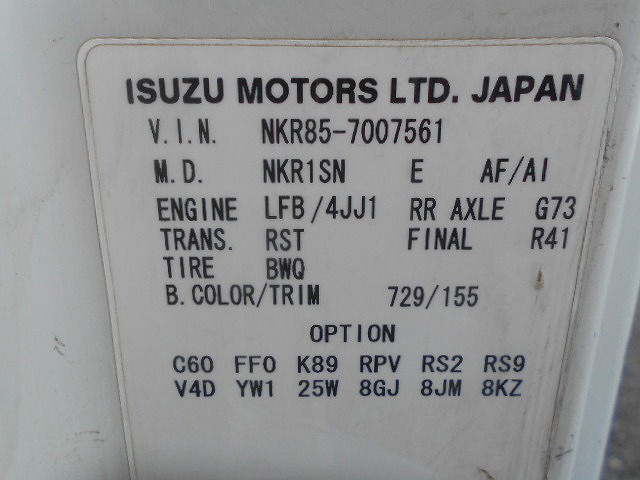 ISUZU MOTORS LTD. JAPAN
V.I.N. NKR85-7007561
M.D. NKR1SN E AF/AI
ENGINE LFB/4JJ1 RR AXLE G73
TRANS. RST FINAL R41
TIRE BWQ
B.COLOR/TRIM 729/155
OPTION
C60 FF0 K89 RPV RS2 RS9
V4D YW1 25W 8GJ 8JM 8KZ